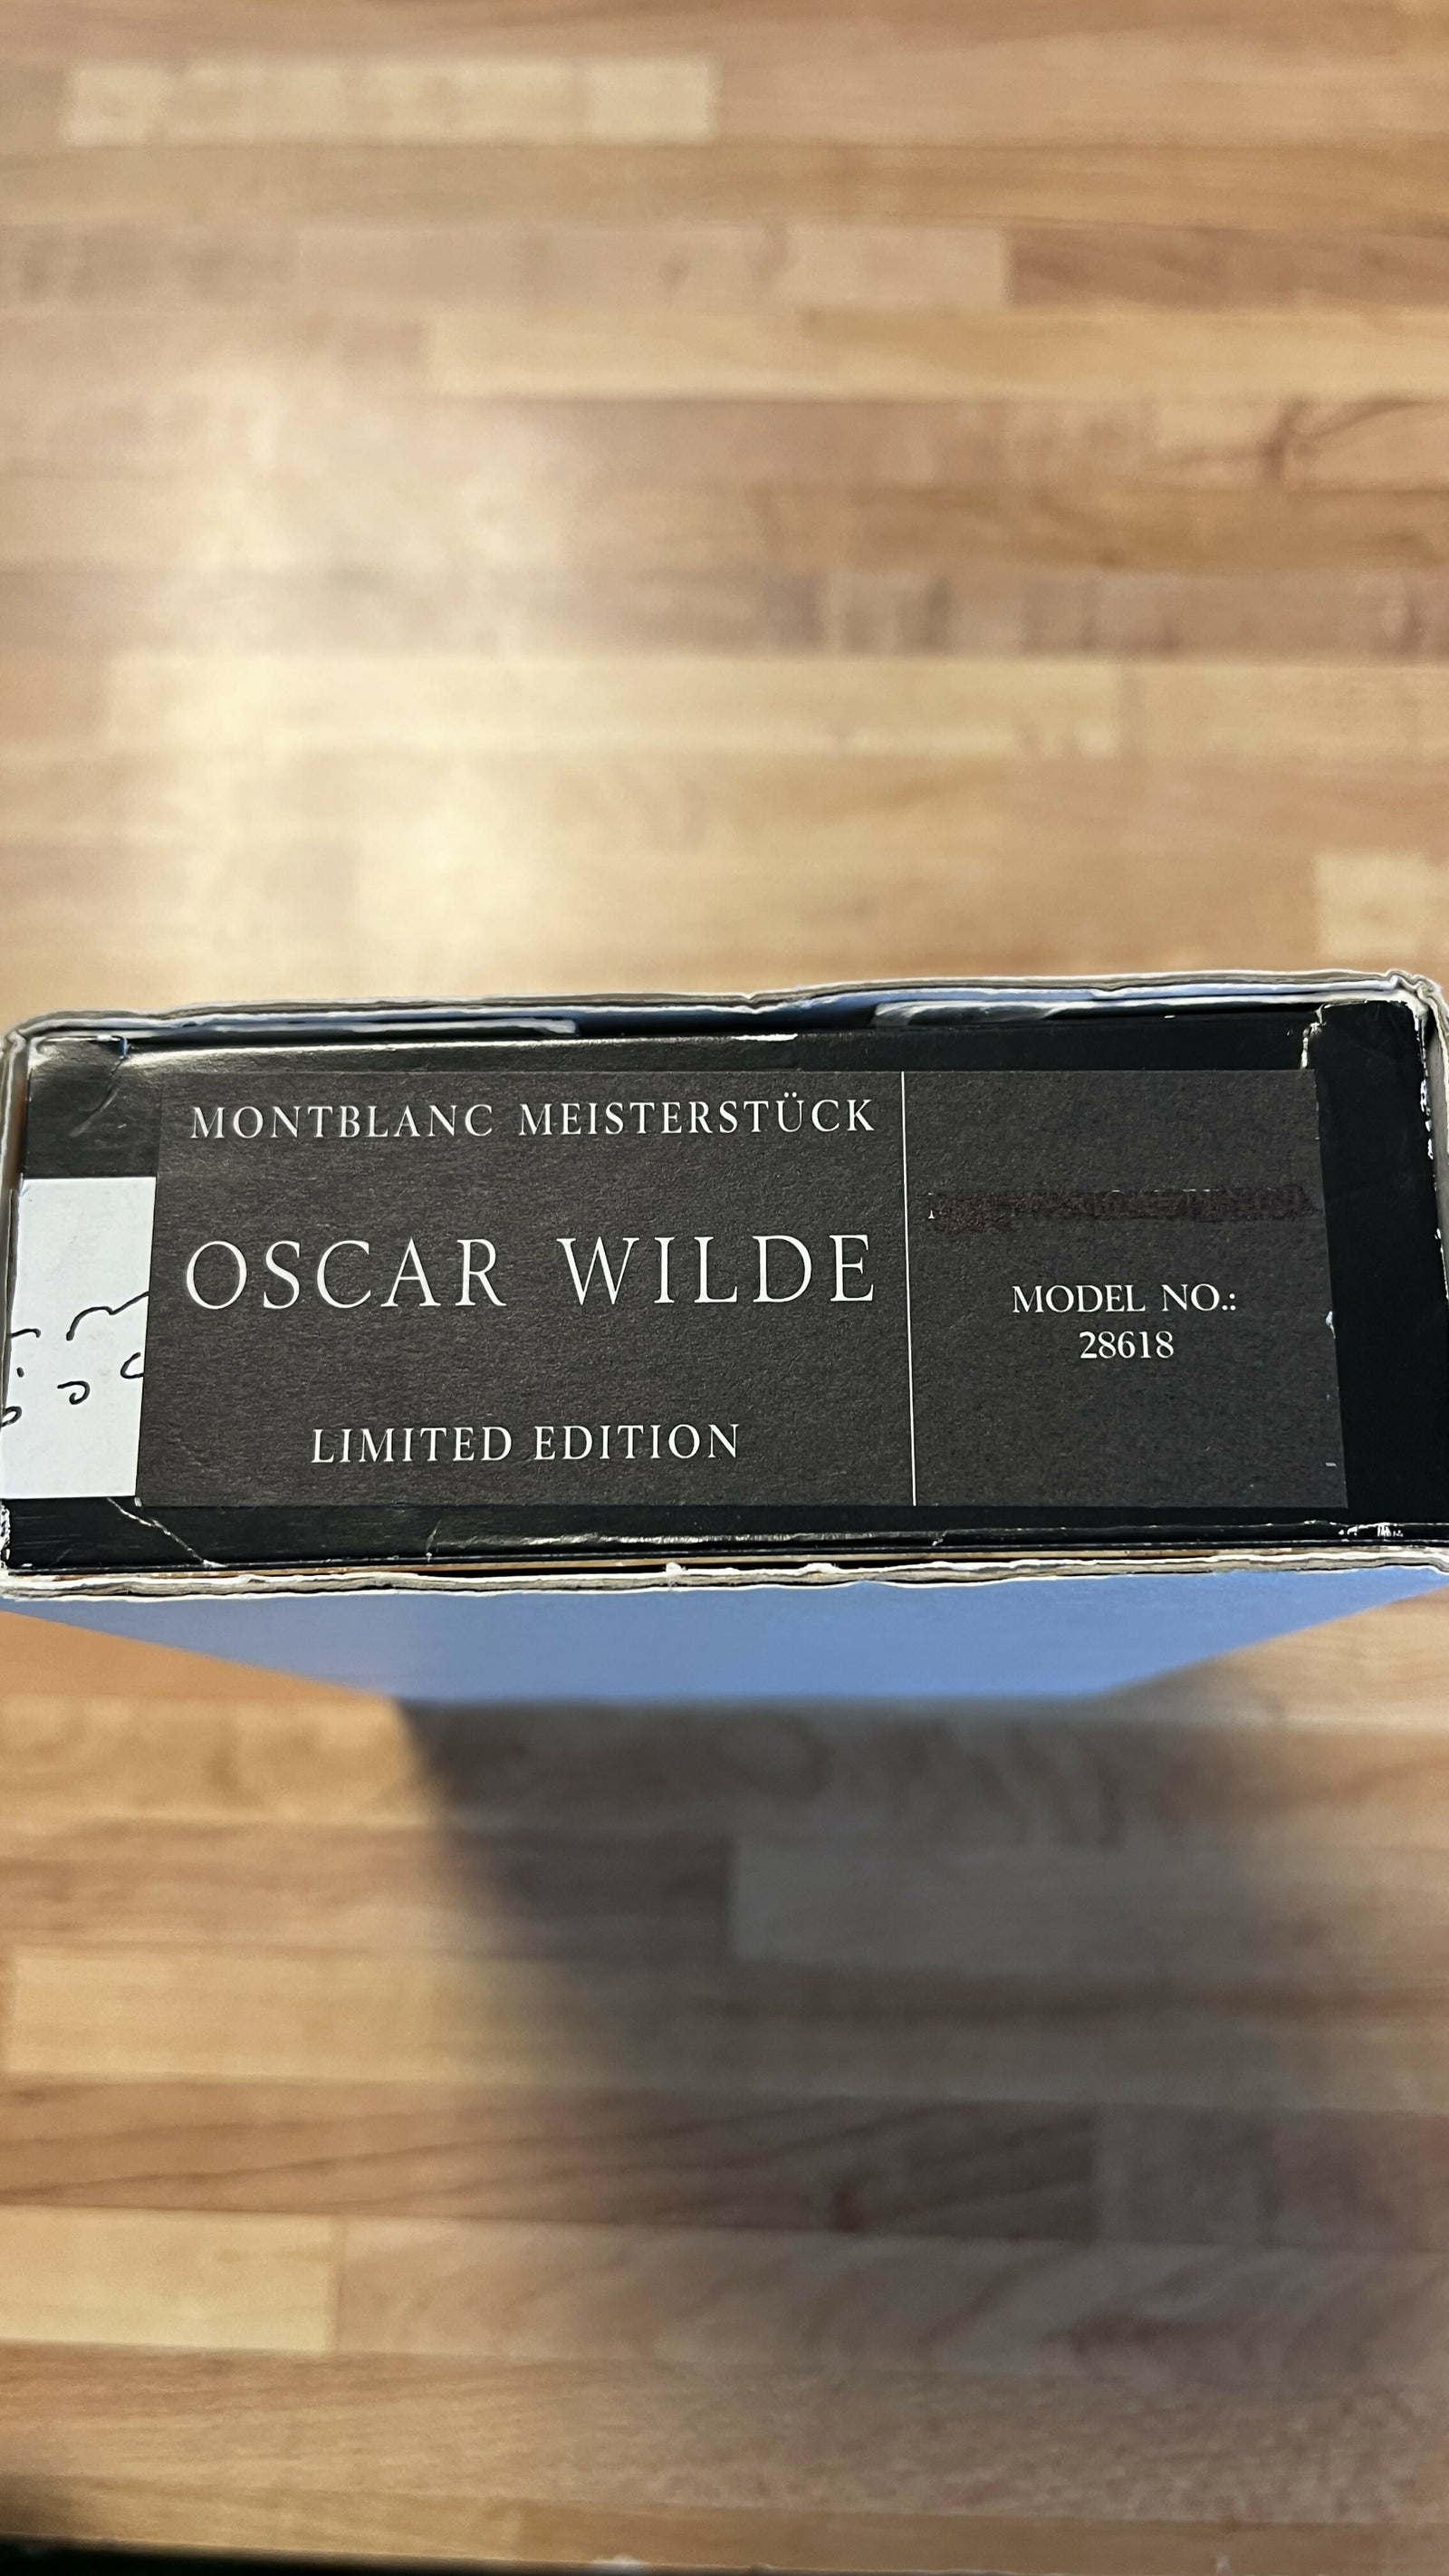 MONTBLANC MEISTERSTÜCK
OSCAR WILDE
LIMITED EDITION
MODEL NO.:
28618